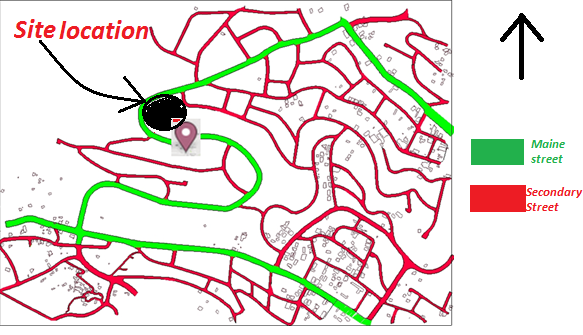 Site location
Maine
street
Secondary
Street